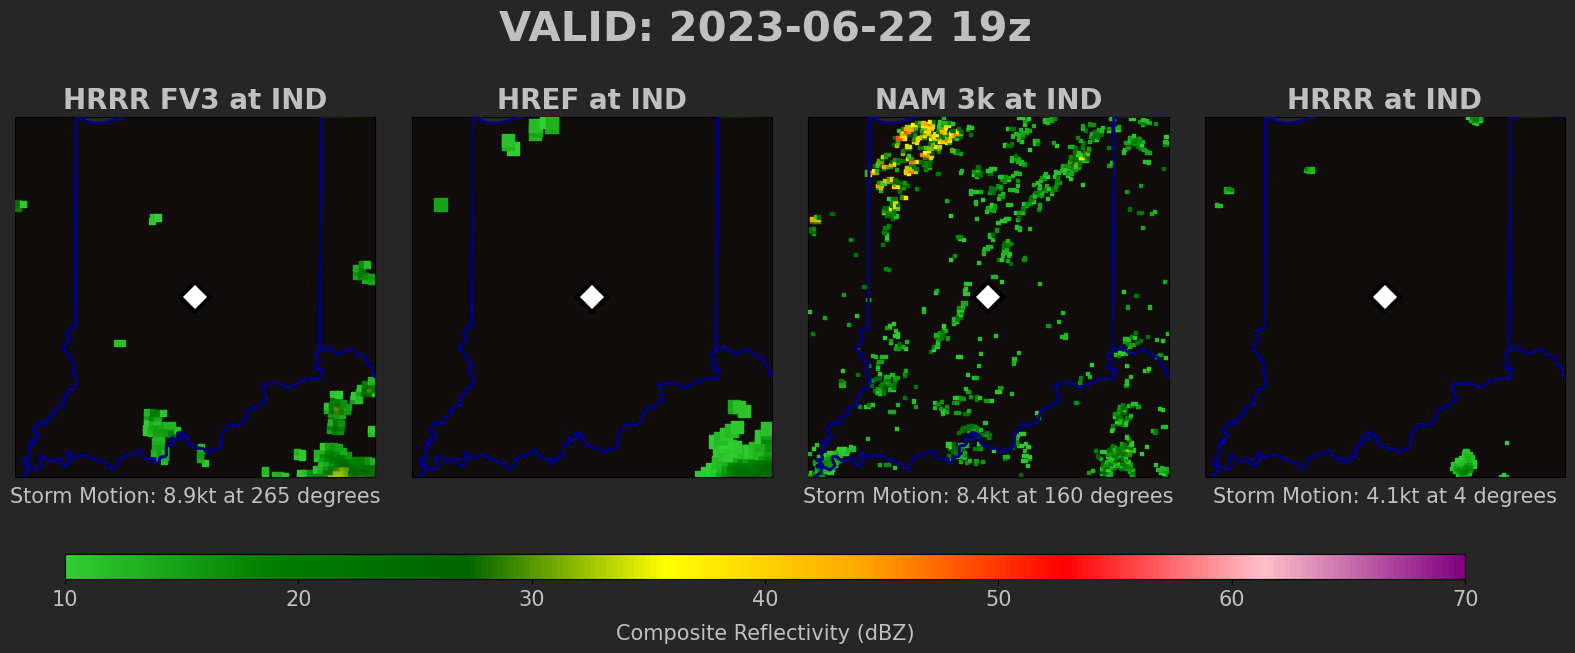 VALID: 2023-06-22 19z
HRRR FV3 at IND
HREF at IND
NAM 3k at IND
HRRR at IND
Storm Motion: 8.9kt at 265 degrees
Storm Motion: 8.4kt at 160 degrees
Storm Motion: 4.1kt at 4 degrees
10 20 30 40 50 60 70
Composite Reflectivity (dBZ)